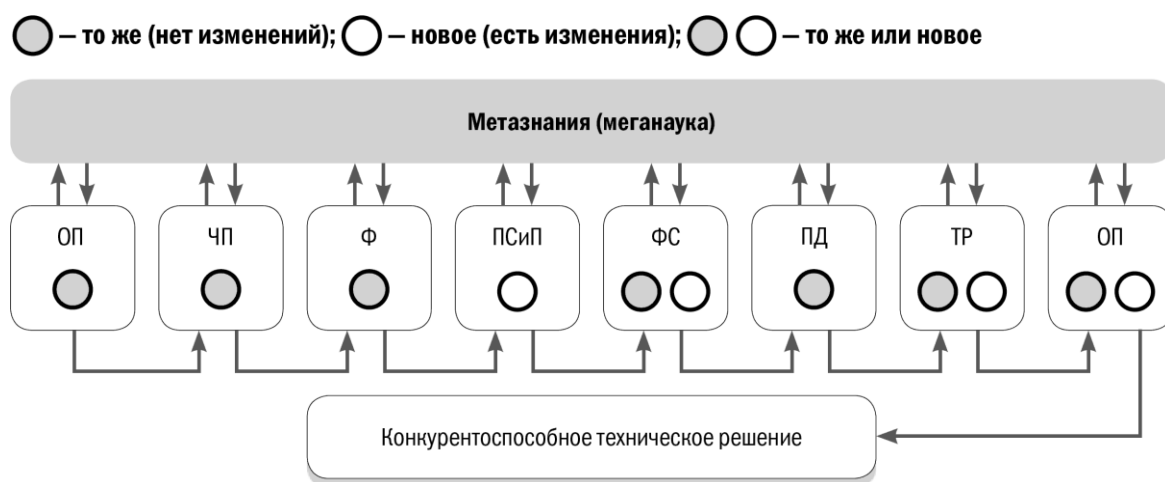 — то же (нет изменений); — новое (есть изменения); — то же или новое
Метазнания (меганаука)
ОП ЧП Ф ПСиП ФС ПД ТР ОП
Конкурентоспособное техническое решение